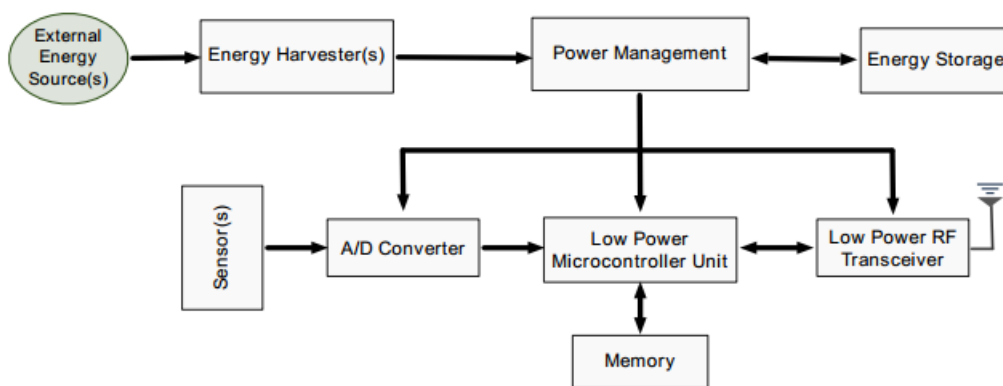 External
Energy
Source(s)
Energy Harvester(s)
Power Management
Energy Storage
Sensor(s)
A/D Converter
Low Power
Microcontroller Unit
Low Power RF
Transceiver
Memory